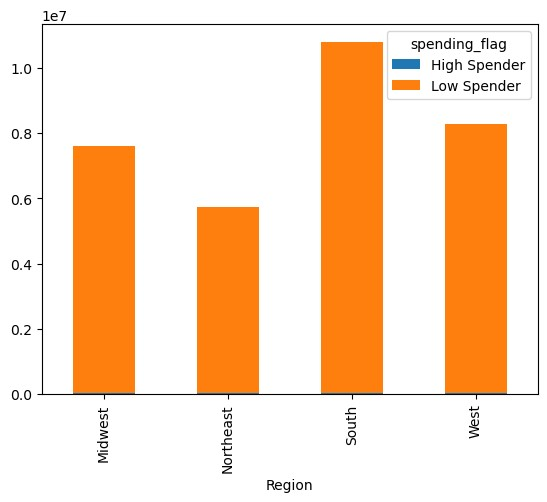 1e7
spending_flag
High Spender
Low Spender
1.0
0.8
0.6
0.4
0.2
0.0
Midwest
Northeast
South
West
Region